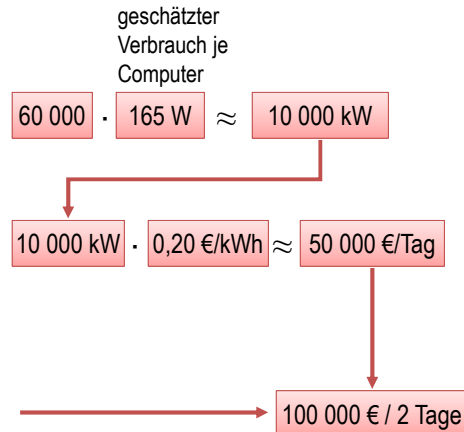 geschätzter
Verbrauch je
Computer
60 000 · 165 W ≈ 10 000 kW
10 000 kW · 0,20 €/kWh ≈ 50 000 €/Tag
100 000 € / 2 Tage